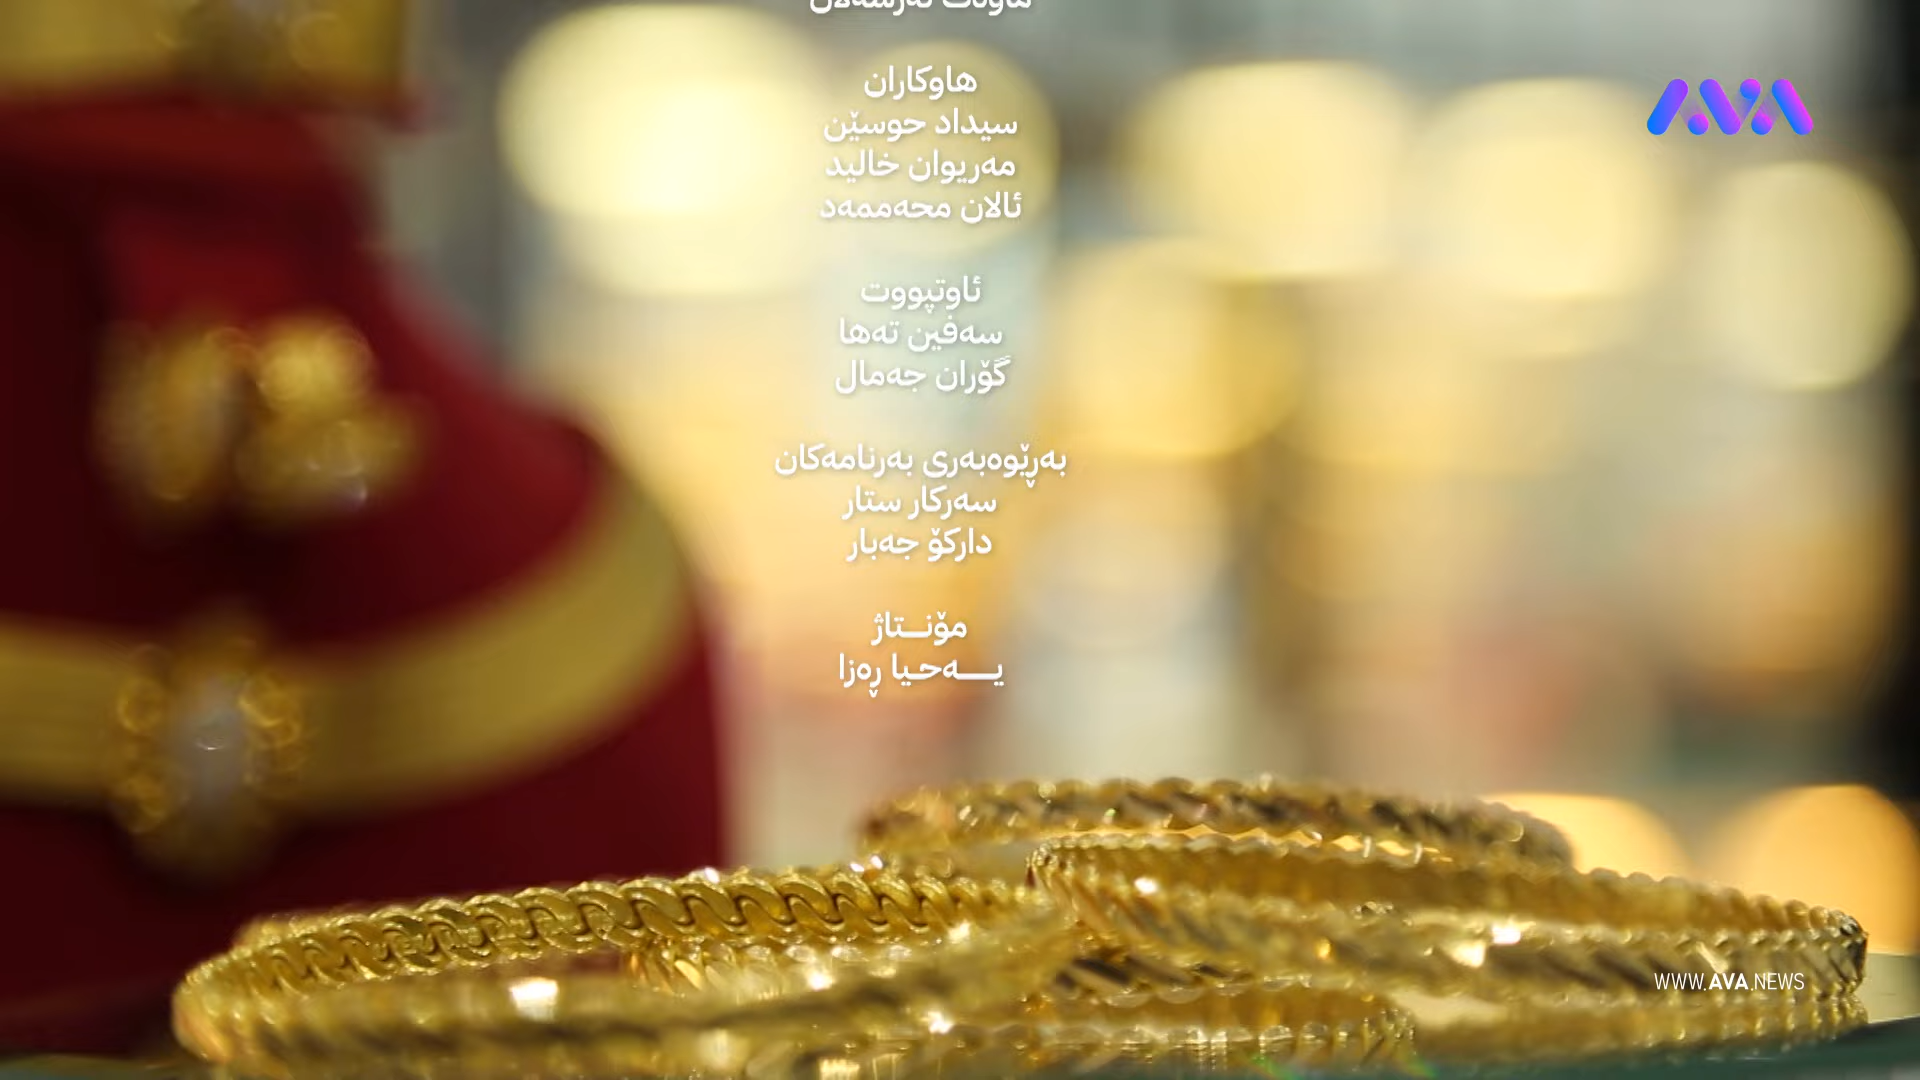 هاوکاران
سیداد حوسێن
مەریوان خالید
ئالان محەممەد
ئاوتپووت
سەفین تەها
گۆران جەمال
بەڕێوەبەری بەرنامەکان
سەرکار ستار
دارکۆ جەبار
مۆنـتاژ
یـــەحیا ڕەزا
AVA
WWW.AVA.NEWS